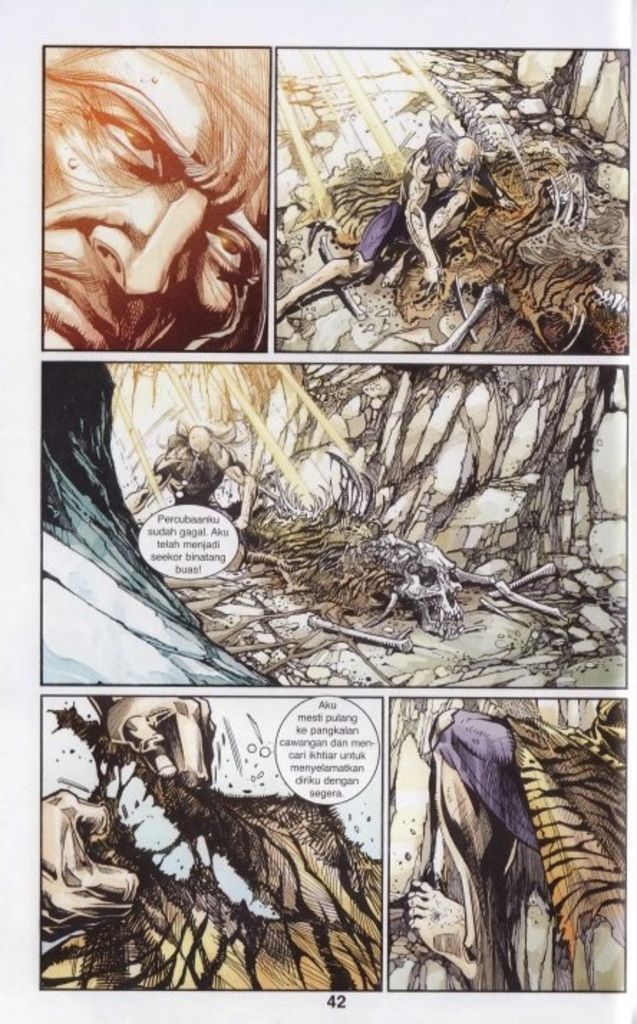 Percubaanku
sudah gagal. Aku
telah menjadi
seekor binatang
buas!
Aku
mesti pulang
ke pangkalan
cawangan dan men-
cari ikhtiar untuk
menyelamatkan
diriku dengan
segera.
42